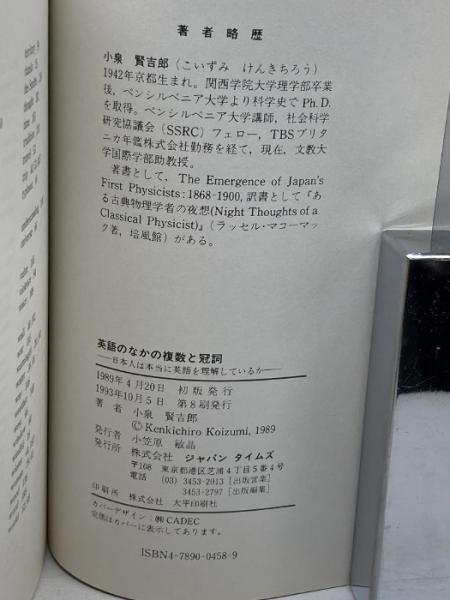 著者略歴
小泉 賢吉郎（こいずみ けんきちろう）
1942年京都生まれ。関西学院大学理学部卒業
後，ペンシルベニア大学より科学史で Ph. D.
を取得。ペンシルベニア大学講師，社会科学
研究協議会（SSRC）フェロー，TBSブリタ
ニカ年鑑株式会社勤務を経て，現在，文教大
学国際学部助教授。
著書として，The Emergence of Japan's
First Physicists: 1868-1900, 訳書として『あ
る古典物理学者の夜想(Night Thoughts of a
Classical Physicist)』（ラッセル・マコーマッ
ク著，培風館）がある。
英語のなかの複数と冠詞
——日本人は本当に英語を理解しているか——
1989年4月20日 初版発行
1993年10月5日 第8刷発行
著 者 小泉 賢吉郎
© Kenkichiro Koizumi, 1989
発行者 小笠原 敏晶
発行所 株式会社 ジャパン タイムズ
〒108 東京都港区芝浦4丁目5番4号
電話 (03) 3453-2013［出版営業］
(03) 3453-2797［出版編集］
印刷所 株式会社 太平印刷社
カバーデザイン：㈱CADEC
定価はカバーに表示してあります。
ISBN4-7890-0458-9